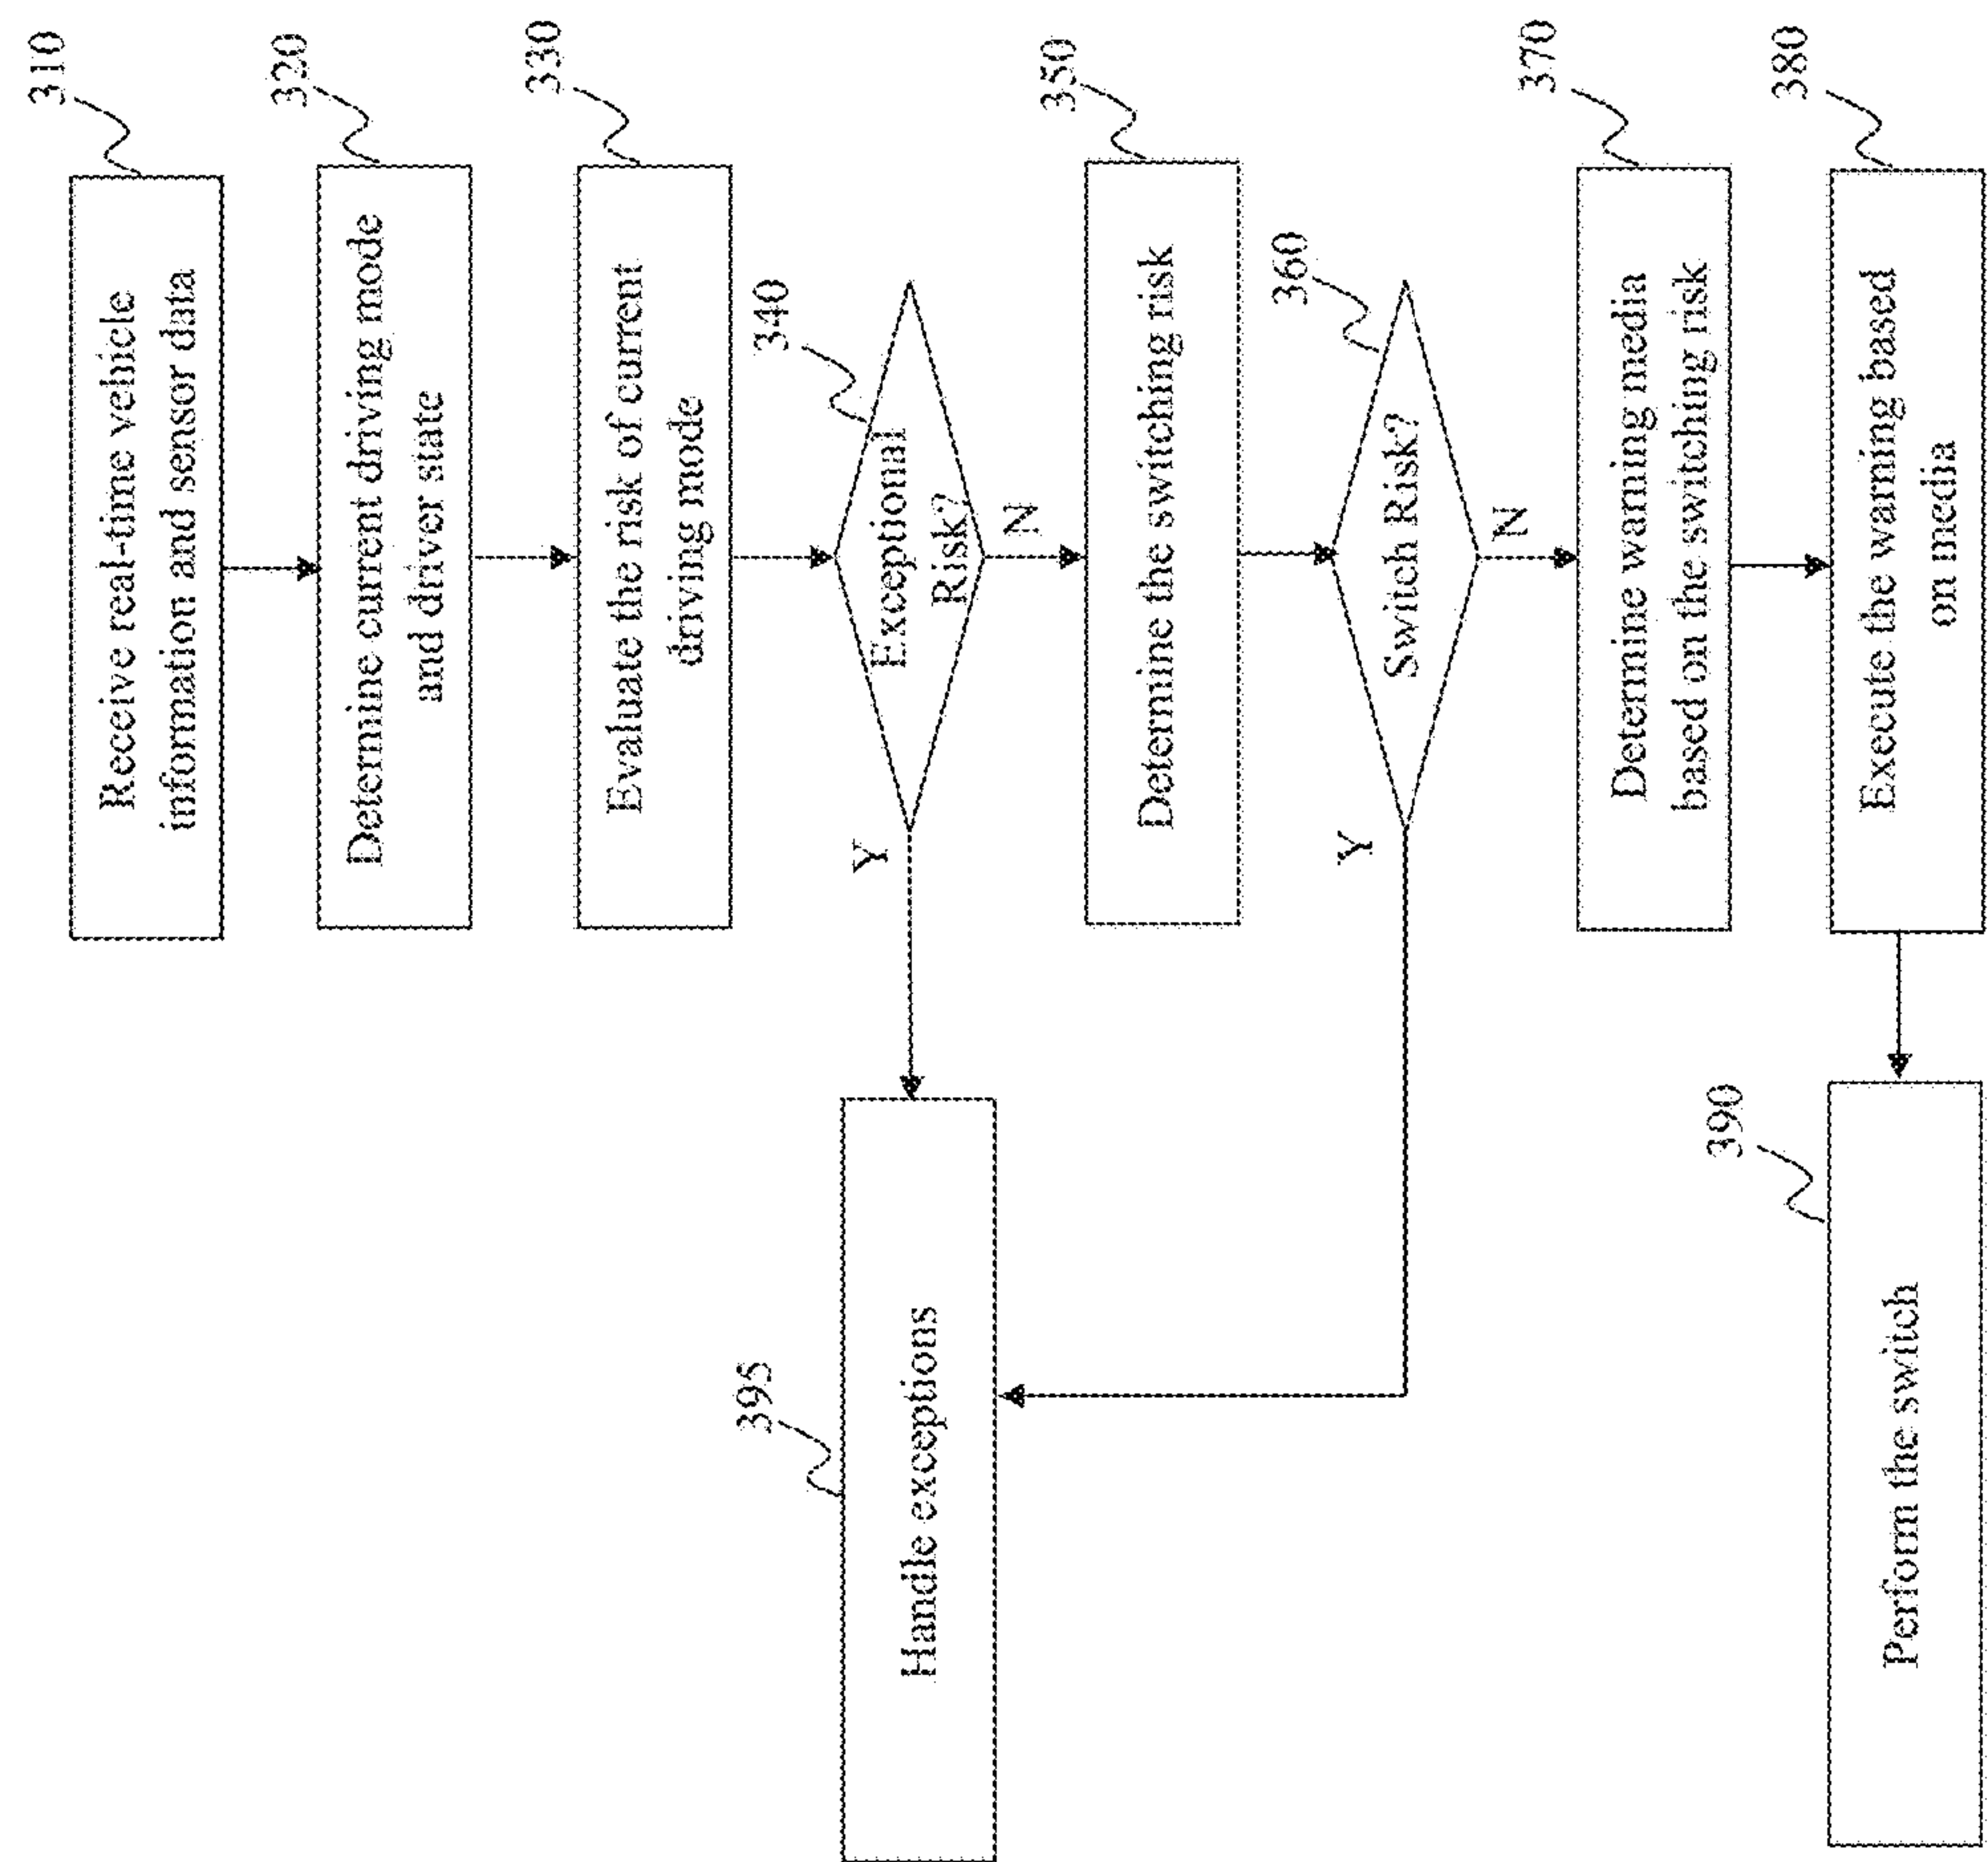 310
Receive real-time vehicle
information and sensor data
320
Determine current driving mode
and driver state
330
Evaluate the risk of current
driving mode
340
Exceptional
Risk?
Y
N
350
Determine the switching risk
360
Switch Risk?
Y
N
370
Determine warning media
based on the switching risk
380
Execute the warning based
on media
390
Perform the switch
395
Handle exceptions